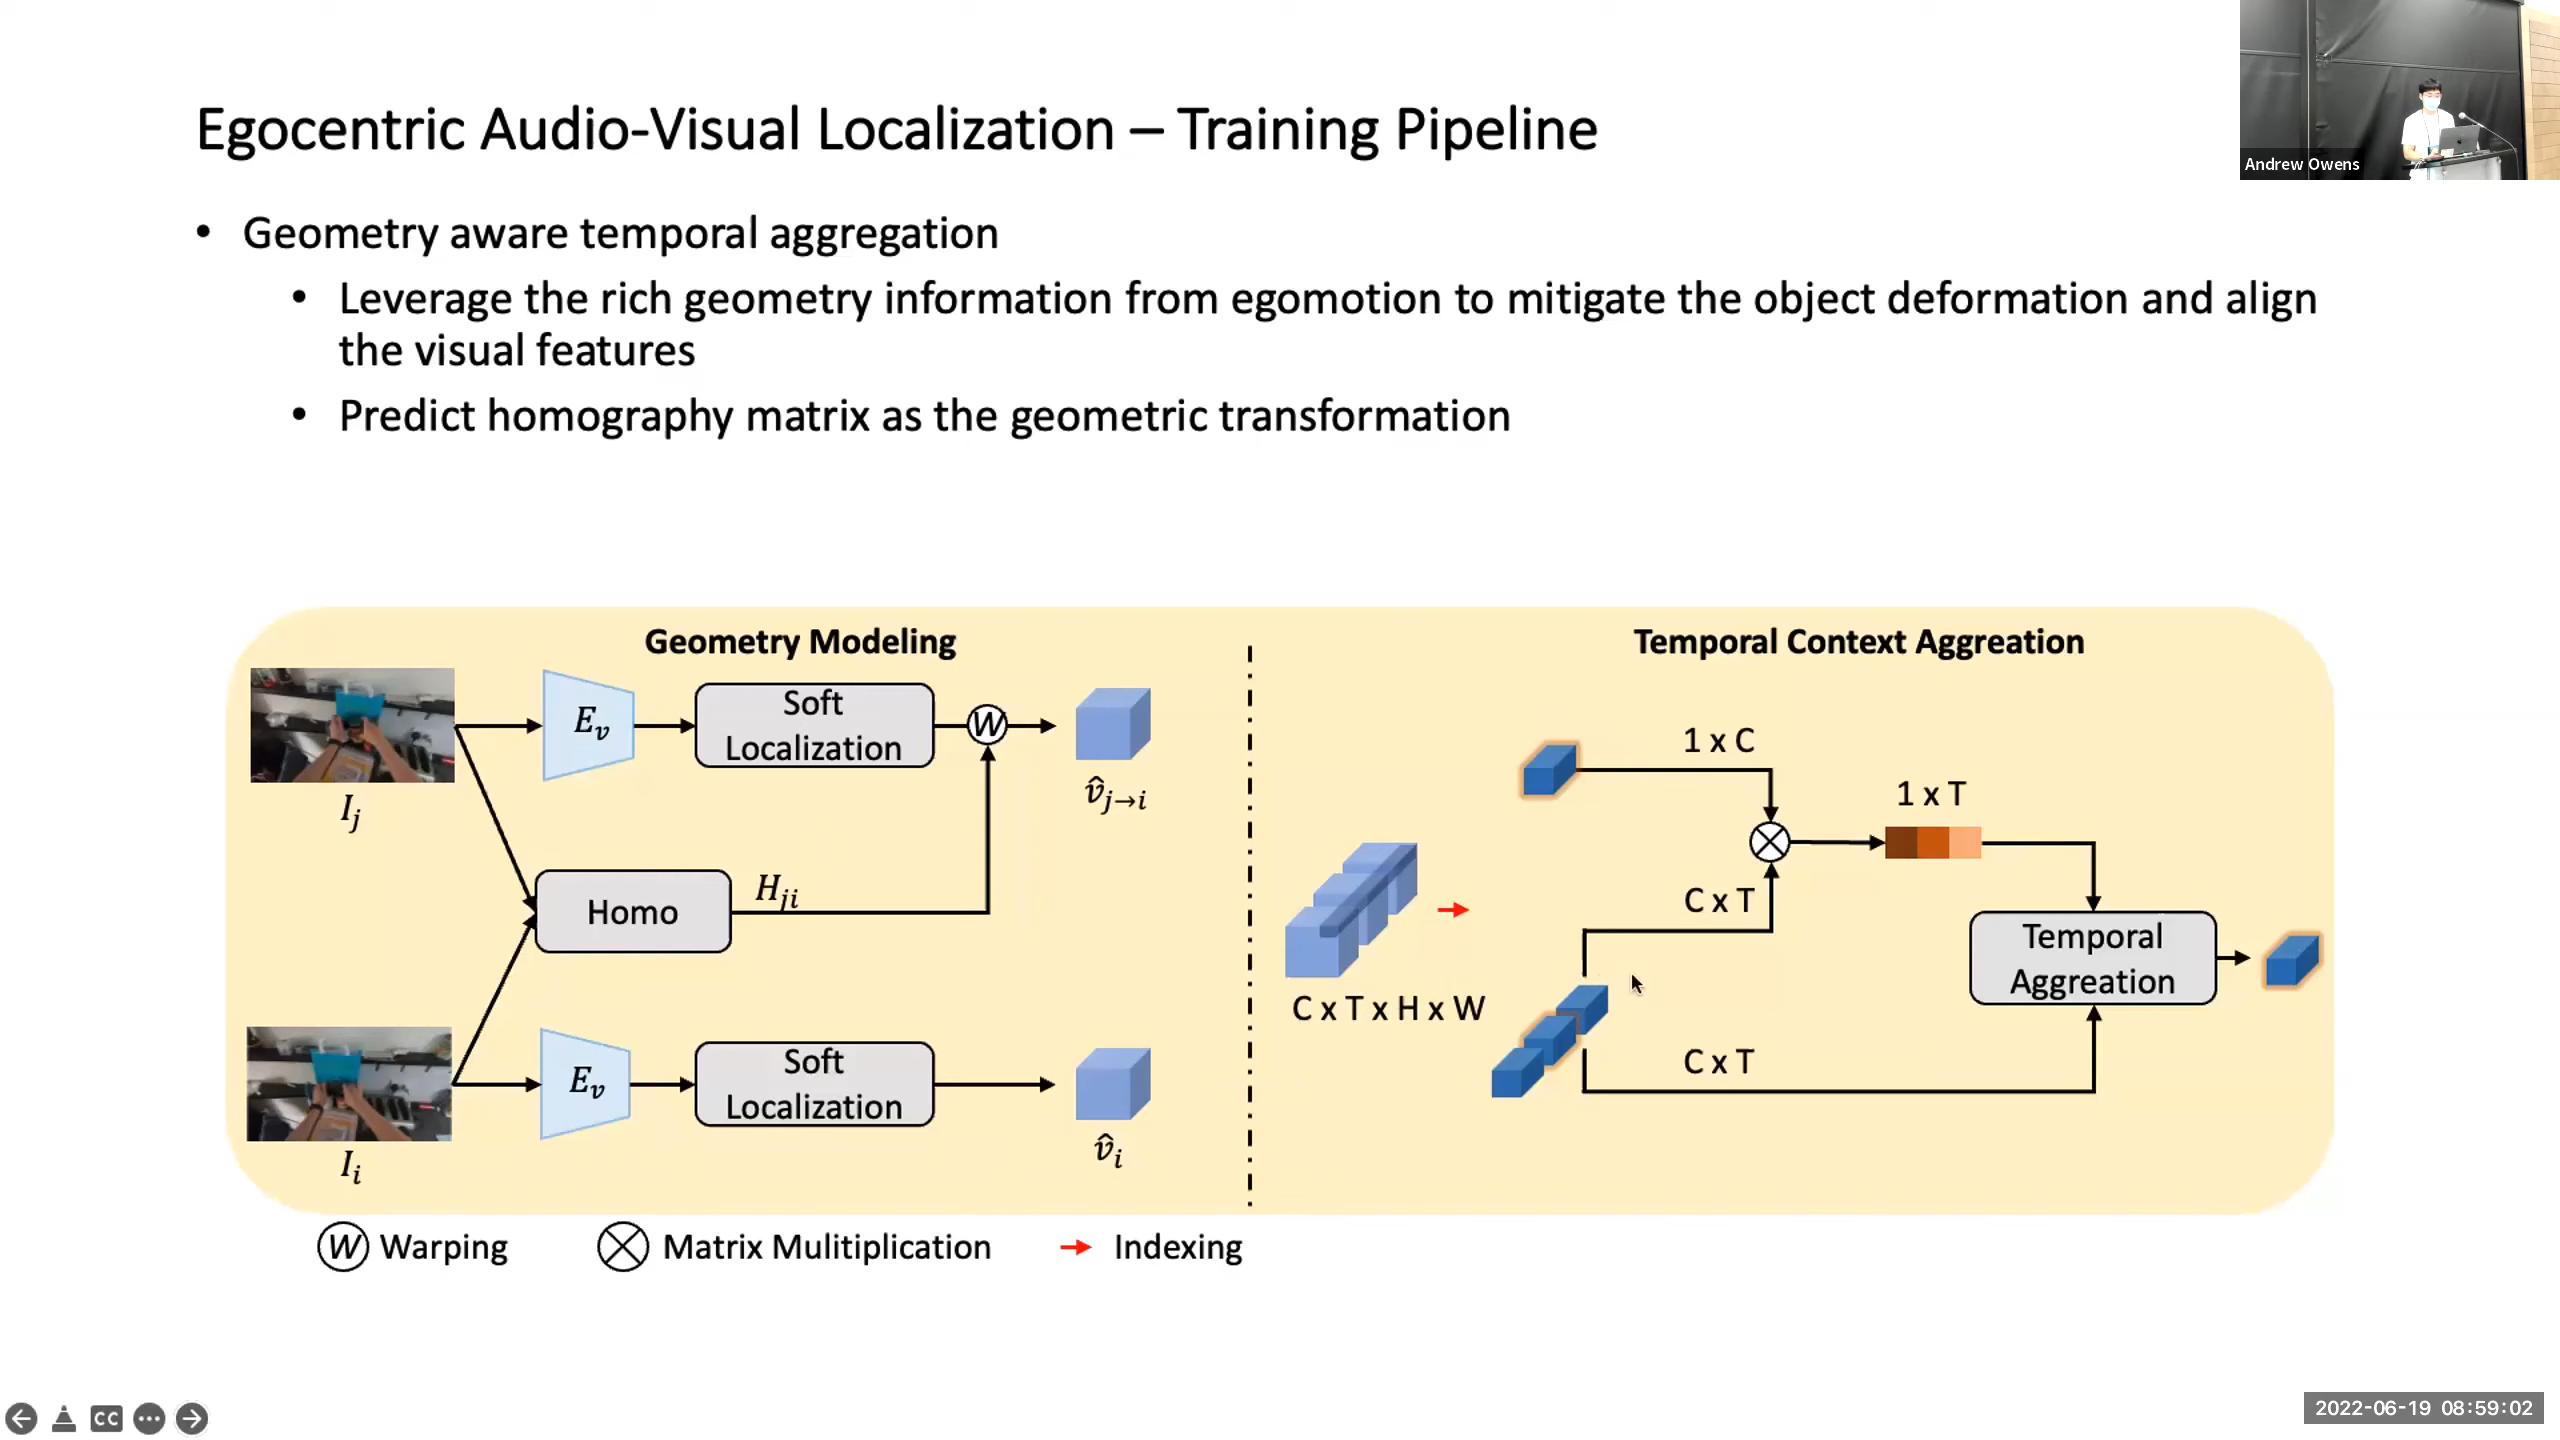 Egocentric Audio-Visual Localization – Training Pipeline
Andrew Owens
• Geometry aware temporal aggregation
• Leverage the rich geometry information from egomotion to mitigate the object deformation and align
the visual features
• Predict homography matrix as the geometric transformation
Geometry Modeling
I_j
E_v
Soft
Localization
W
v̂_{j→i}
Homo
H_{ji}
I_i
E_v
Soft
Localization
v̂_i
Temporal Context Aggreation
1 x C
1 x T
C x T
C x T x H x W
C x T
Temporal
Aggreation
W Warping
Matrix Mulitiplication
Indexing
CC
2022-06-19 08:59:02